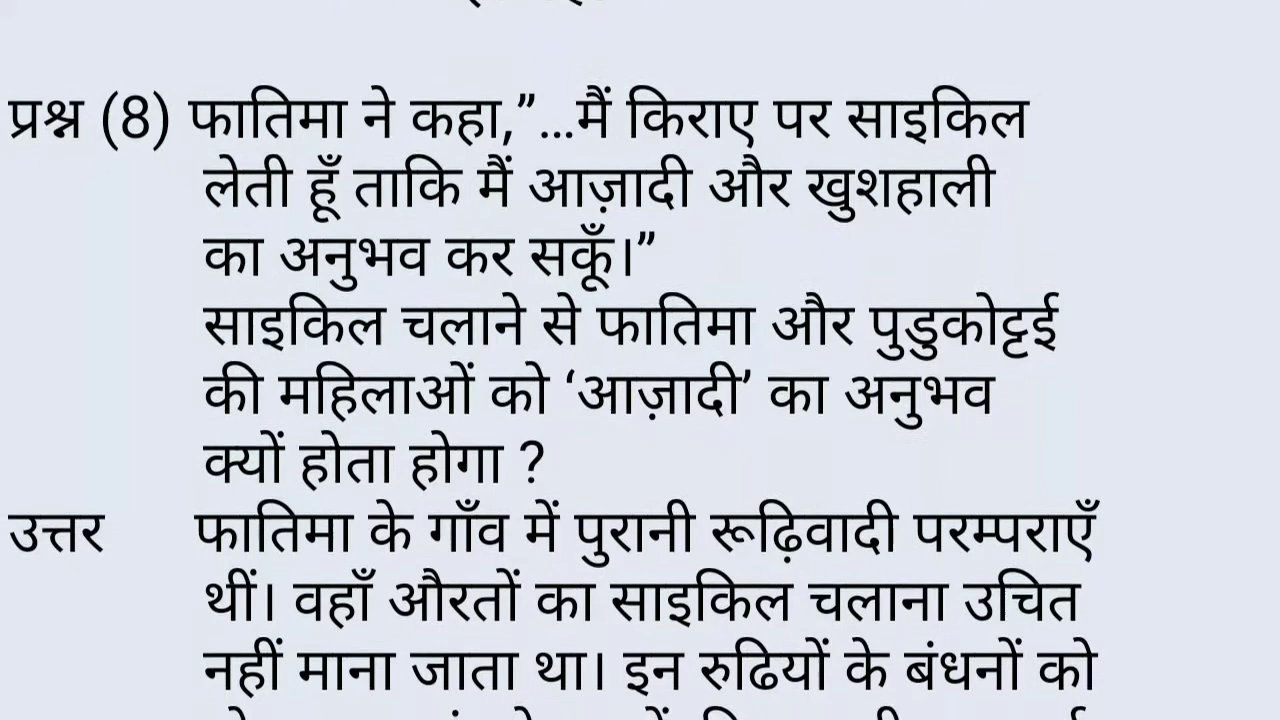 प्रश्न (8) फातिमा ने कहा,”...मैं किराए पर साइकिल
लेती हूँ ताकि मैं आज़ादी और खुशहाली
का अनुभव कर सकूँ।”
साइकिल चलाने से फातिमा और पुडुकोट्टई
की महिलाओं को ‘आज़ादी’ का अनुभव
क्यों होता होगा ?
उत्तर फातिमा के गाँव में पुरानी रूढ़िवादी परम्पराएँ
थीं। वहाँ औरतों का साइकिल चलाना उचित
नहीं माना जाता था। इन रुढियों के बंधनों को